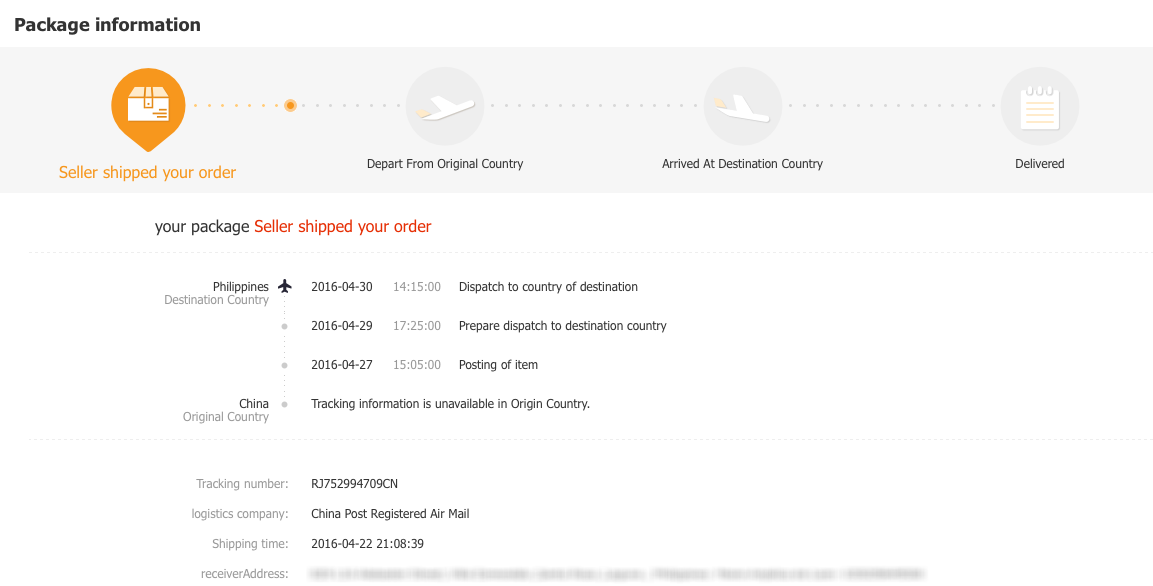 Package information
Seller shipped your order
Depart From Original Country
Arrived At Destination Country
Delivered
your package Seller shipped your order
Philippines 2016-04-30 14:15:00 Dispatch to country of destination
Destination Country
2016-04-29 17:25:00 Prepare dispatch to destination country
2016-04-27 15:05:00 Posting of item
China Tracking information is unavailable in Origin Country.
Original Country
Tracking number: RJ752994709CN
logistics company: China Post Registered Air Mail
Shipping time: 2016-04-22 21:08:39
receiverAddress: